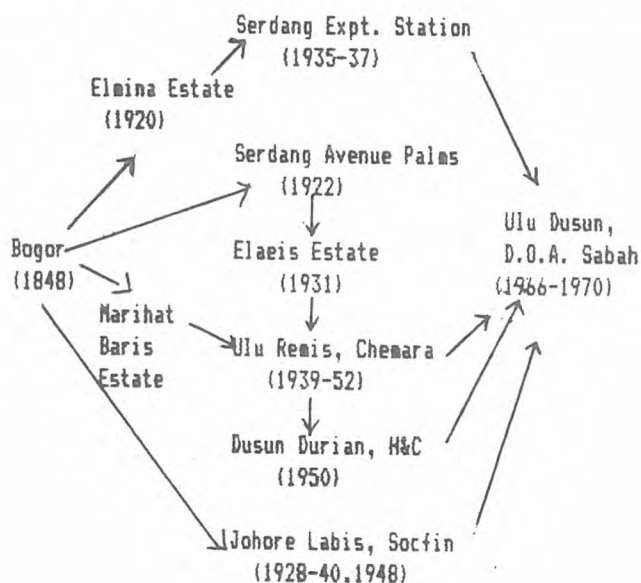 Serdang Expt. Station
(1935-37)
Elmina Estate
(1920)
Serdang Avenue Palms
(1922)
Ulu Dusun,
D.O.A. Sabah
(1966-1970)
Bogor
(1848)
Elaeis Estate
(1931)
Marihat
Baris
Estate
Ulu Remis, Chemara
(1939-52)
Dusun Durian, H&C
(1950)
Johore Labis, Socfin
(1928-40,1948)